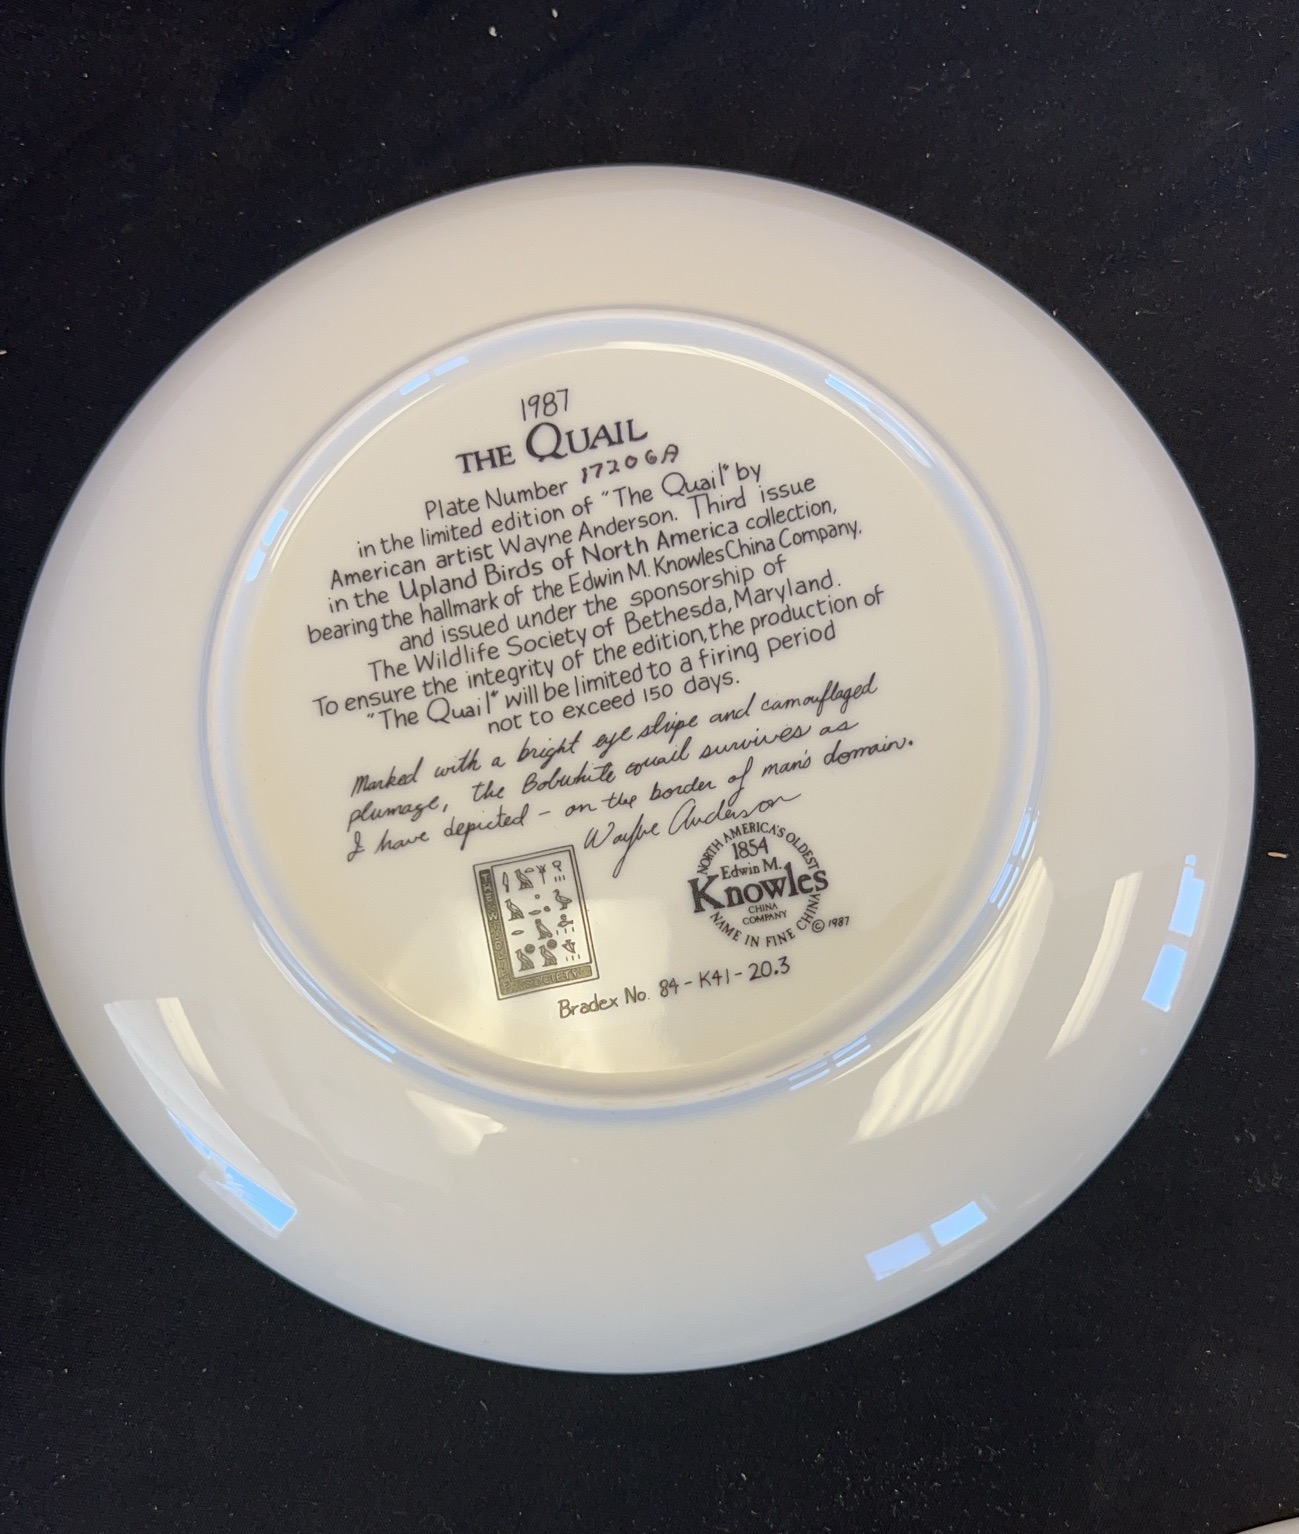 1987
THE QUAIL
Plate Number 17206A
in the limited edition of "The Quail" by
American artist Wayne Anderson. Third issue
in the Upland Birds of North America collection,
bearing the hallmark of the Edwin M. Knowles China Company,
and issued under the sponsorship of
The Wildlife Society of Bethesda, Maryland.
To ensure the integrity of the edition, the production of
"The Quail" will be limited to a firing period
not to exceed 150 days.
Marked with a bright eye stripe and camouflaged
plumage, the Bobwhite quail survives as
I have depicted - on the border of man's domain.
Wayne Anderson
THE WILDLIFE SOCIETY
NORTH AMERICA'S OLDEST
1854
Edwin M.
Knowles
CHINA
COMPANY
NAME IN FINE CHINA
© 1987
Bradex No. 84-K41-20.3